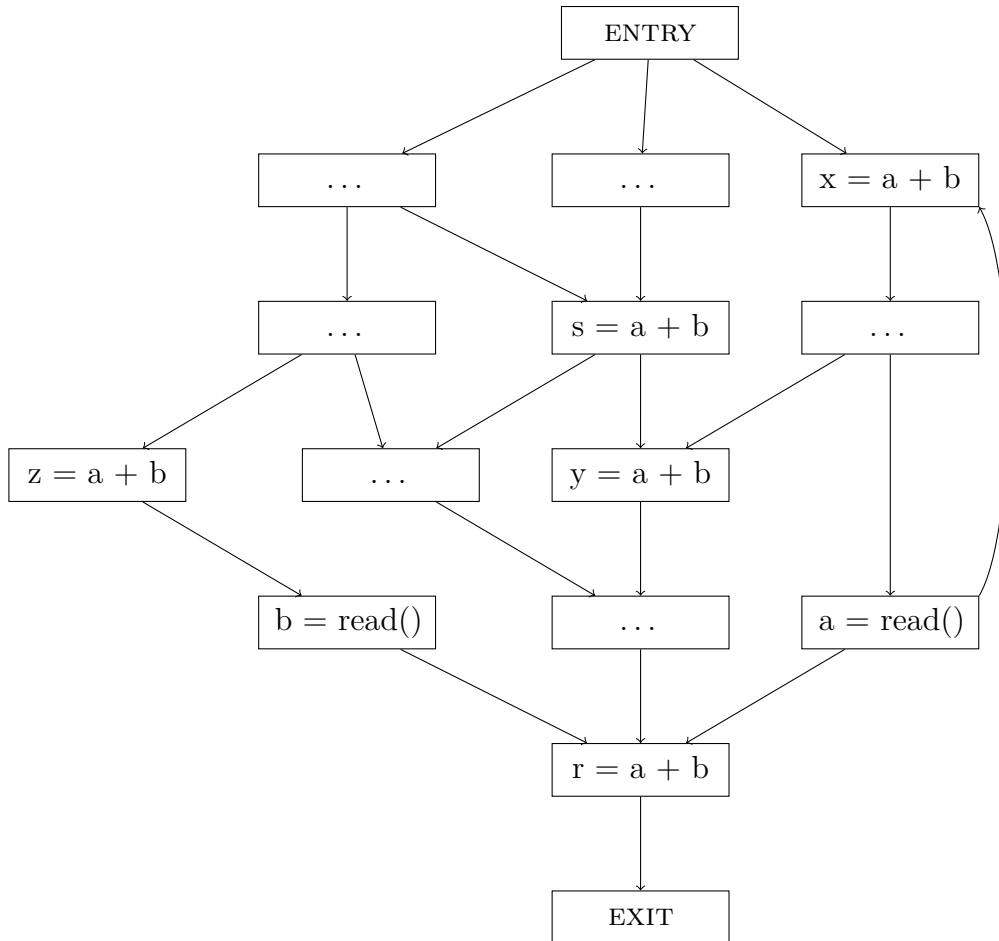 ENTRY
. . .
. . .
x = a + b
. . .
s = a + b
. . .
z = a + b
. . .
y = a + b
b = read()
. . .
a = read()
r = a + b
EXIT